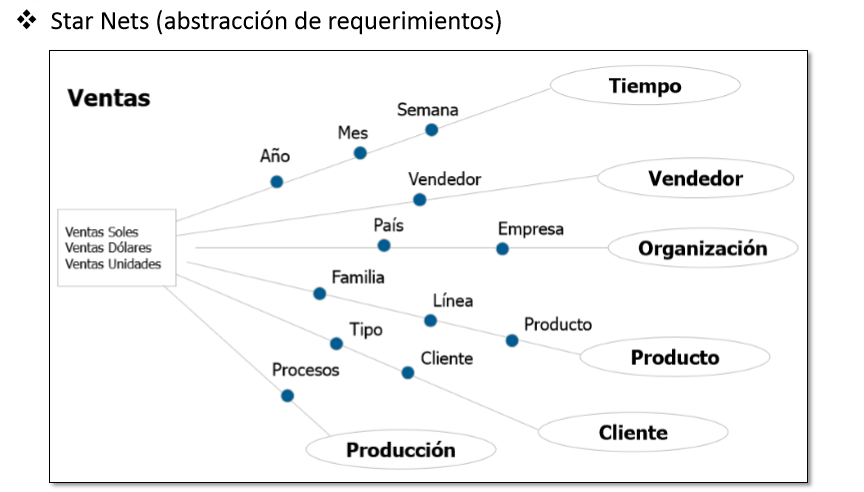 ❖ Star Nets (abstracción de requerimientos)
Ventas
Tiempo
Semana
Mes
Año
Vendedor
Vendedor
Ventas Soles
Ventas Dólares
Ventas Unidades
País
Empresa
Organización
Familia
Línea
Producto
Producto
Tipo
Cliente
Cliente
Procesos
Producción